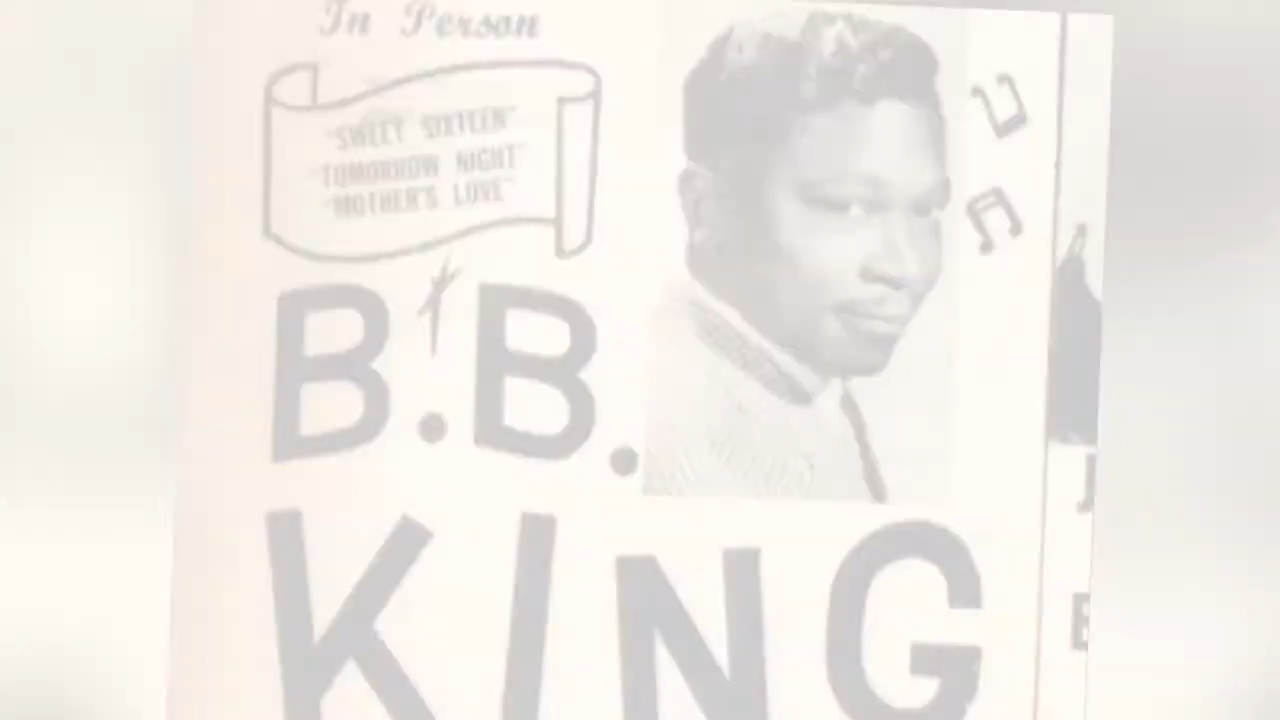 In Person
"SWEET SIXTEEN"
"TOMORROW NIGHT"
"MOTHER'S LOVE"
B.B.
KING